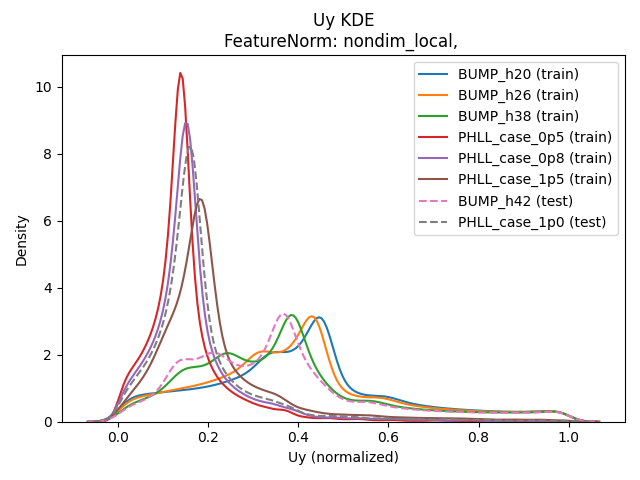 Uy KDE
FeatureNorm: nondim_local,
BUMP_h20 (train)
BUMP_h26 (train)
BUMP_h38 (train)
PHLL_case_0p5 (train)
PHLL_case_0p8 (train)
PHLL_case_1p5 (train)
BUMP_h42 (test)
PHLL_case_1p0 (test)
Density
10
8
6
4
2
0
0.0 0.2 0.4 0.6 0.8 1.0
Uy (normalized)